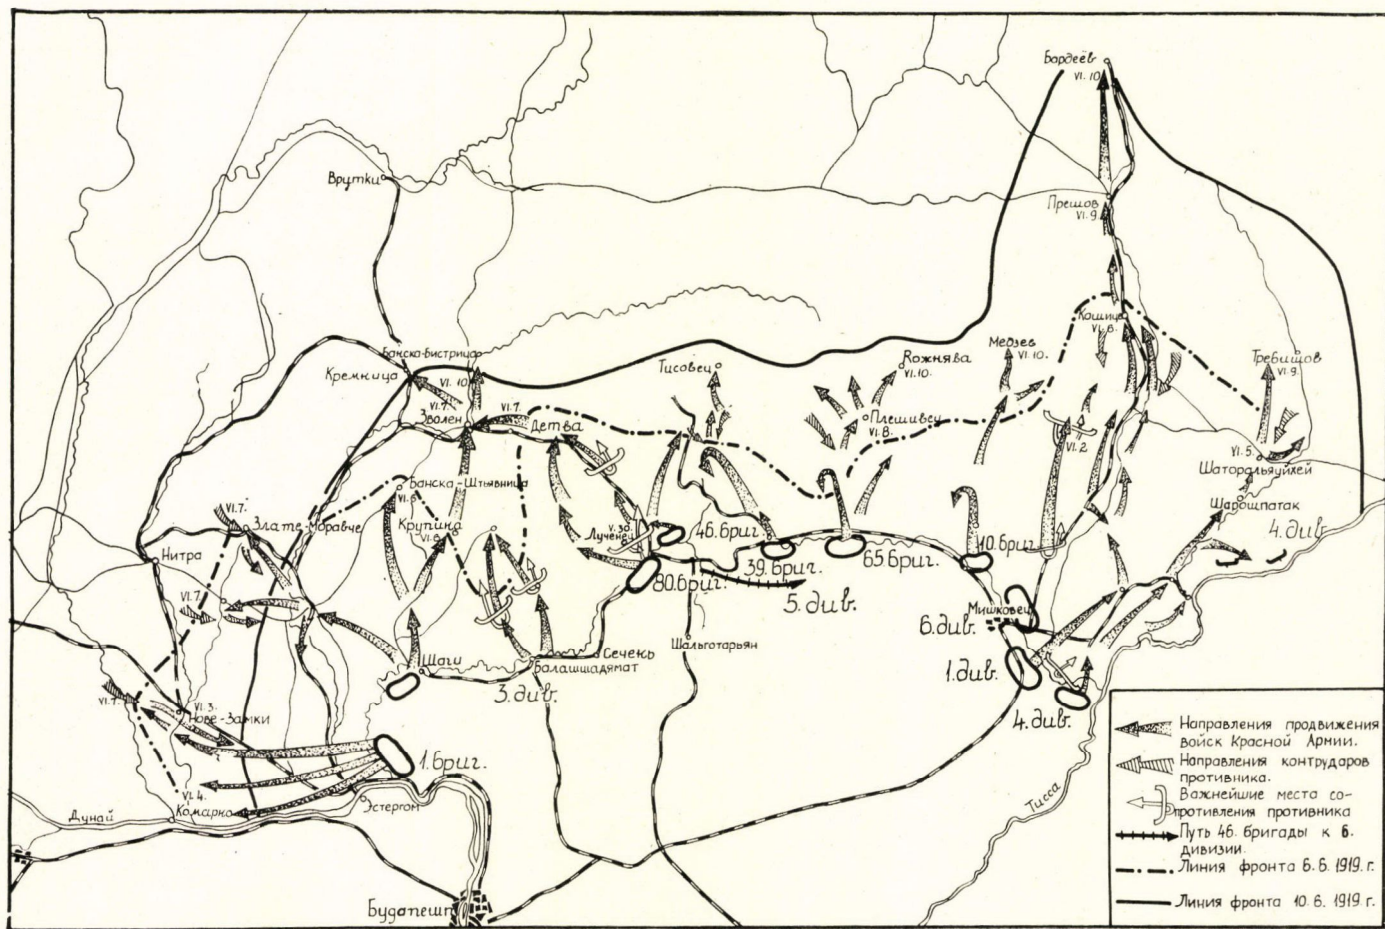 Бардеёв
VI.10.
Врутки
Прешов
VI.9.
Кошице
VI.6.
Банска-Бистрица
Кремница
VI.10.
VI.7.
VI.7.
Зволен
Детва
Тисовец
Рожнява
VI.10.
Медзев
VI.10.
Требишов
VI.9.
Плешивец
VI.8.
VI.2
VI.5.
Шаторальяуйхей
Шарошпатак
4.див.
Банска-Штьявница
VI.6.
VI.7.
Злате-Моравче
Крупина
VI.8.
V.30.
Лученец
46.бриг.
39.бриг.
65.бриг.
10.бриг.
80.бриг.
5.див.
Нитра
VI.7.
Мишковец
6.див.
1.див.
4.див.
Шаги
Балашшадямат
Сечень
Шальготарьян
3.див.
VI.7.
VI.3.
Нове-Замки
1.бриг.
VI.4.
Комарно
Эстергом
Дунай
Тисса
Будапешт
Направления продвижения
войск Красной Армии.
Направления контрударов
противника.
Важнейшие места со-
противления противника
Путь 46. бригады к 6.
дивизии.
Линия фронта 6.6.1919.г.
Линия фронта 10.6.1919.г.